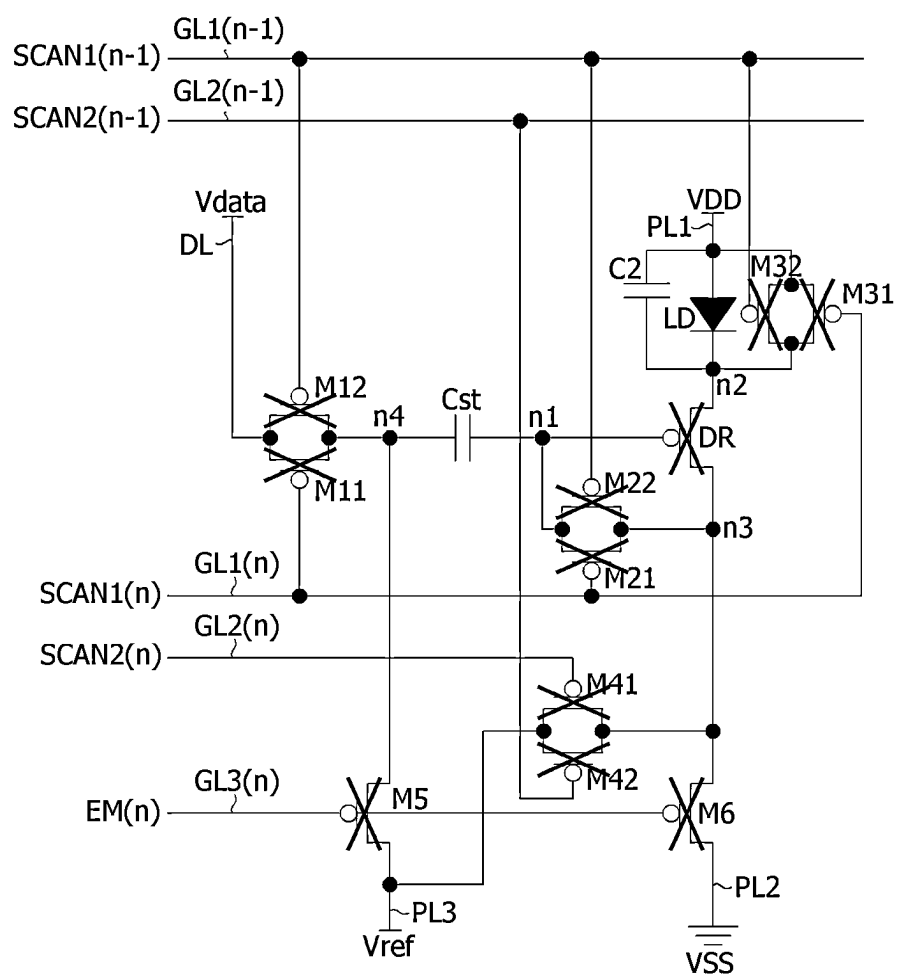 GL1(n-1)
SCAN1(n-1)
GL2(n-1)
SCAN2(n-1)
Vdata
VDD
DL
PL1
C2
M32
M31
LD
n2
M12
n4
Cst
n1
DR
M11
M22
n3
GL1(n)
M21
SCAN1(n)
GL2(n)
SCAN2(n)
M41
GL3(n)
M42
EM(n)
M5
M6
PL2
PL3
Vref
VSS